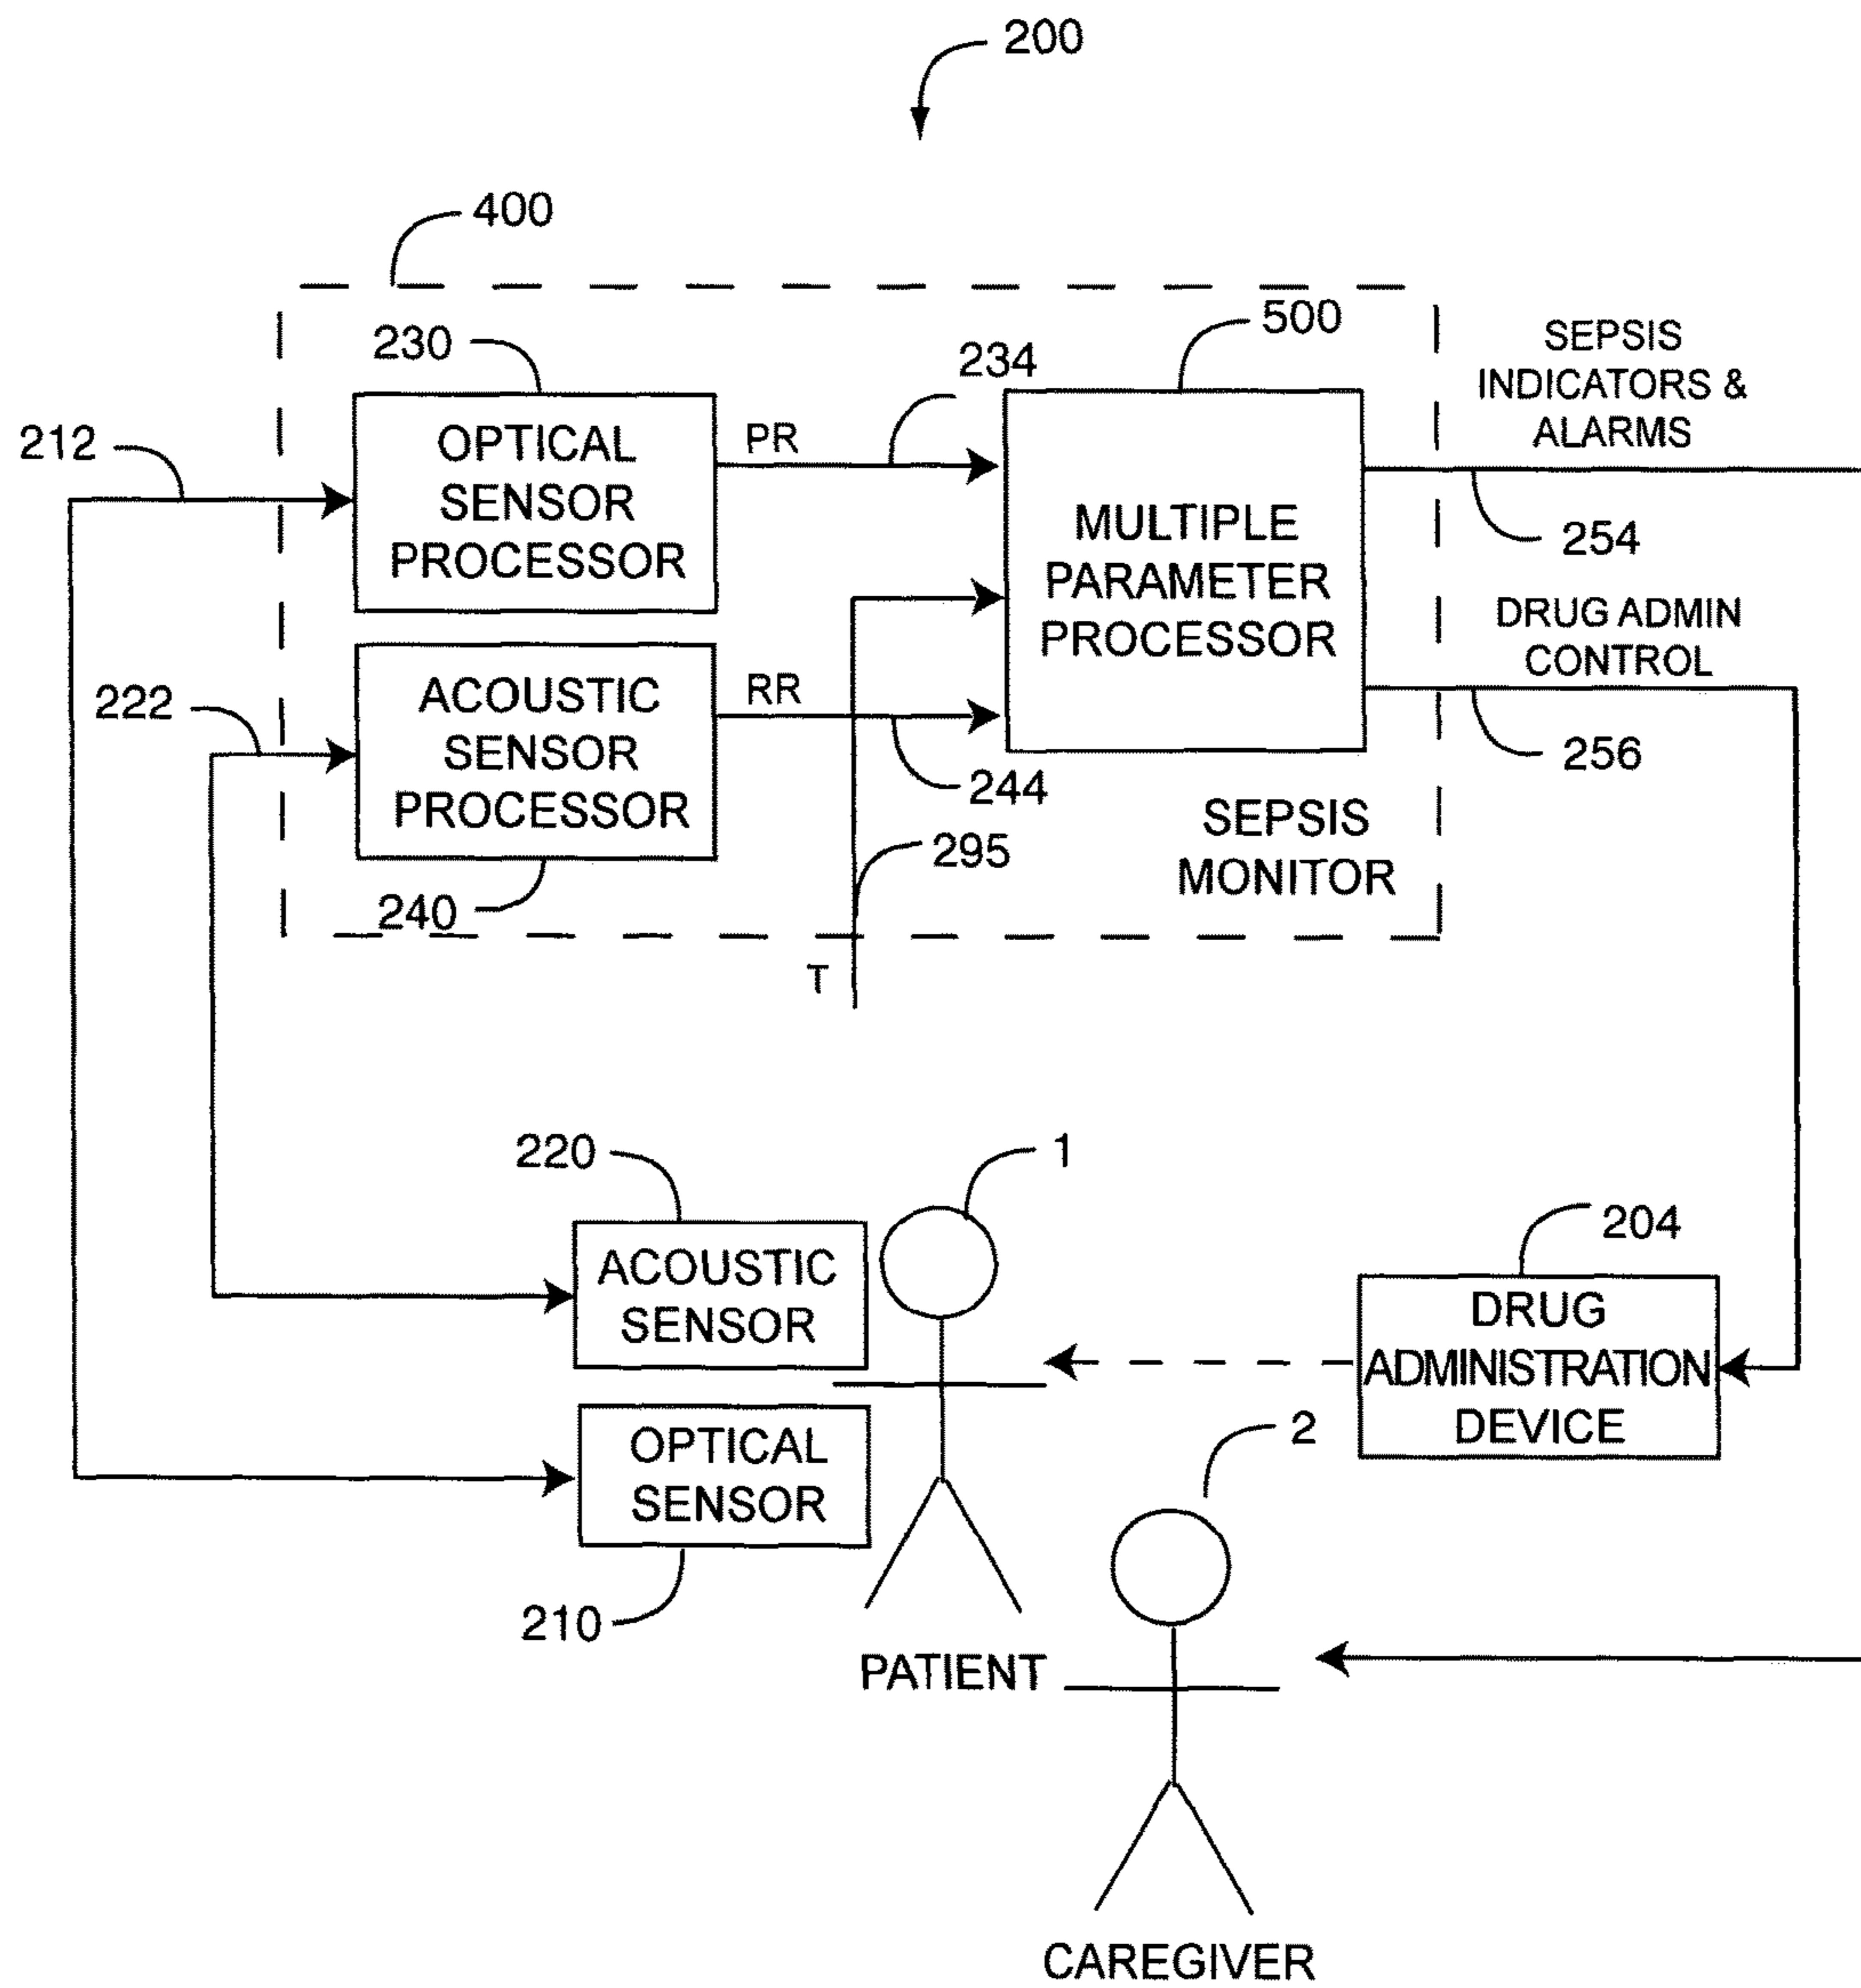 200
400
230
234
500
SEPSIS
INDICATORS &
ALARMS
212
OPTICAL
SENSOR
PROCESSOR
PR
MULTIPLE
PARAMETER
PROCESSOR
254
DRUG ADMIN
CONTROL
222
ACOUSTIC
SENSOR
PROCESSOR
RR
244
256
295
SEPSIS
MONITOR
240
T
220
1
204
ACOUSTIC
SENSOR
DRUG
ADMINISTRATION
DEVICE
2
OPTICAL
SENSOR
210
PATIENT
CAREGIVER